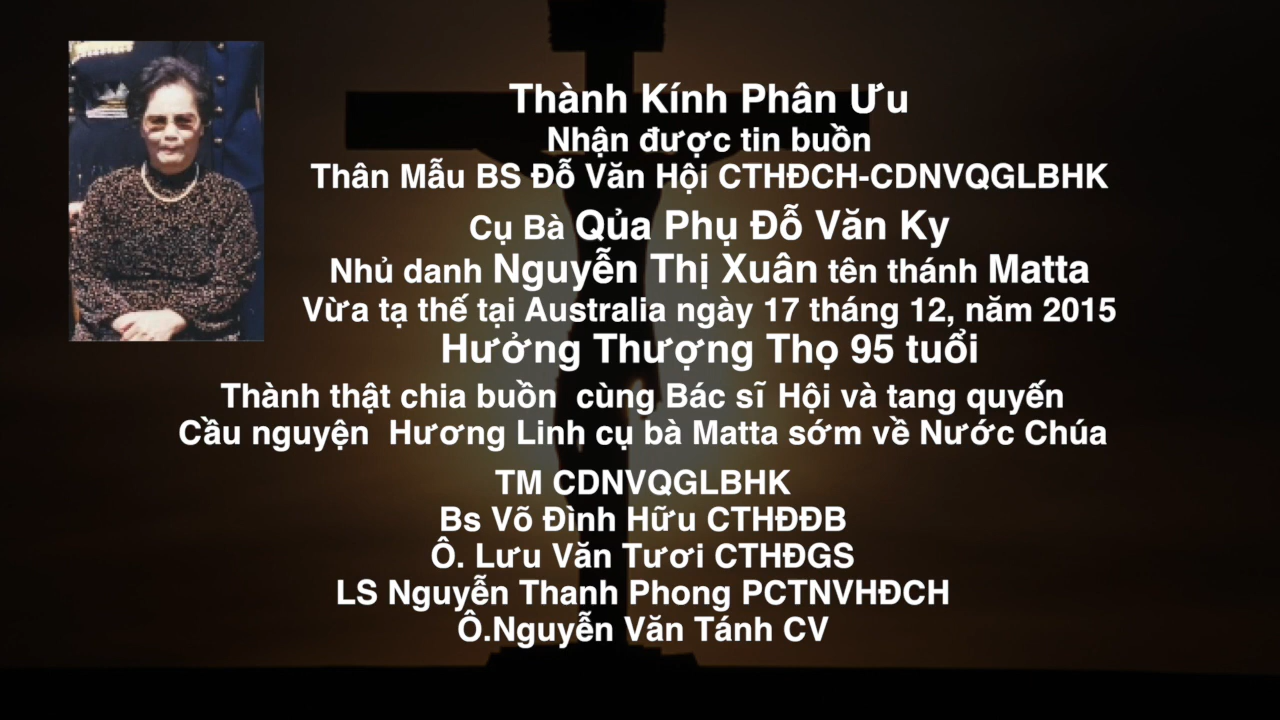 Thành Kính Phân Ưu
Nhận được tin buồn
Thân Mẫu BS Đỗ Văn Hội CTHĐCH-CDNVQGLBHK
Cụ Bà Qủa Phụ Đỗ Văn Ky
Nhủ danh Nguyễn Thị Xuân tên thánh Matta
Vừa tạ thế tại Australia ngày 17 tháng 12, năm 2015
Hưởng Thượng Thọ 95 tuổi
Thành thật chia buồn cùng Bác sĩ Hội và tang quyến
Cầu nguyện Hương Linh cụ bà Matta sớm về Nước Chúa
TM CDNVQGLBHK
Bs Võ Đình Hữu CTHĐĐB
Ô. Lưu Văn Tươi CTHĐGS
LS Nguyễn Thanh Phong PCTNVHĐCH
Ô.Nguyễn Văn Tánh CV